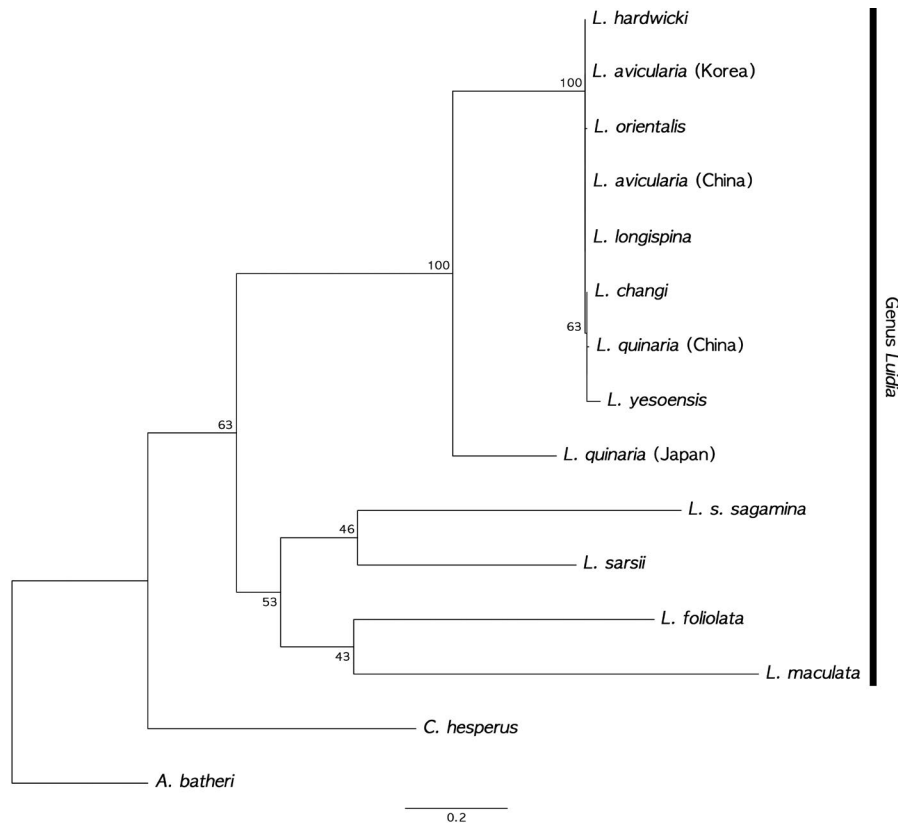 L. hardwicki
100
L. avicularia (Korea)
L. orientalis
L. avicularia (China)
L. longispina
100
L. changi
63
L. quinaria (China)
L. yesoensis
Genus Luidia
63
L. quinaria (Japan)
L. s. sagamina
46
L. sarsii
53
L. foliolata
43
L. maculata
C. hesperus
A. batheri
0.2